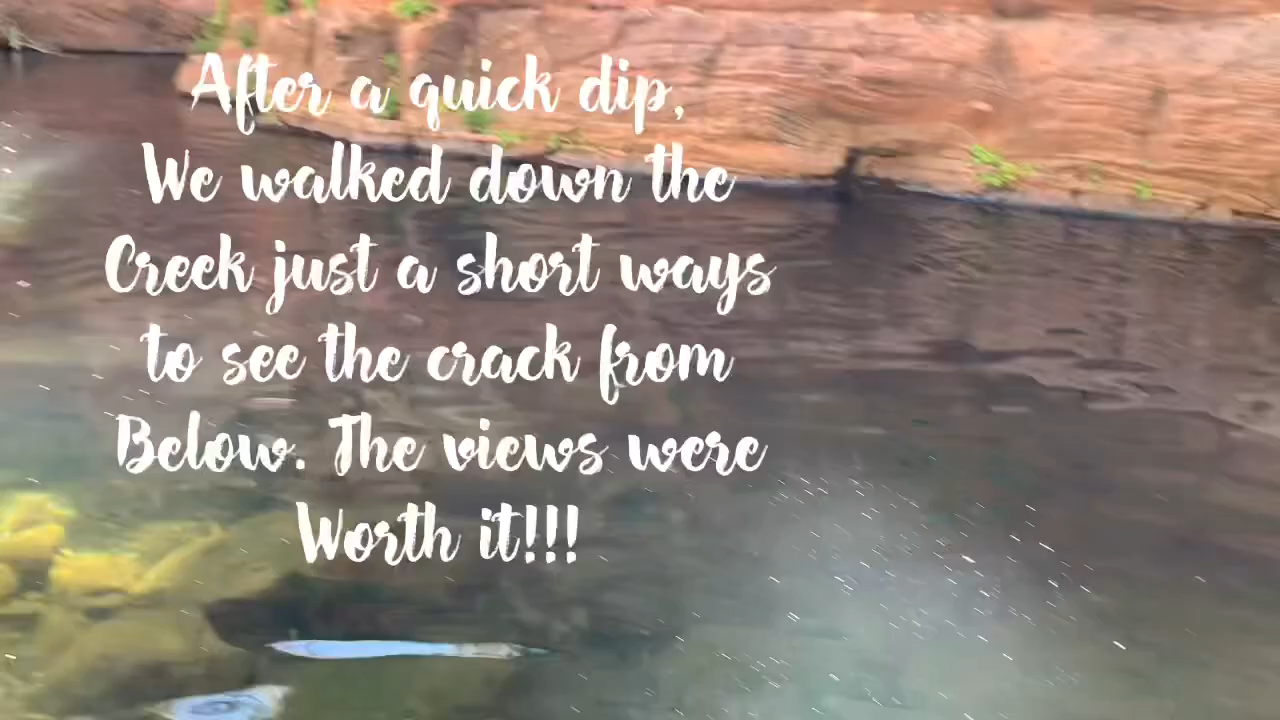 After a quick dip,
We walked down the
Creek just a short ways
to see the crack from
Below. The views were
Worth it!!!